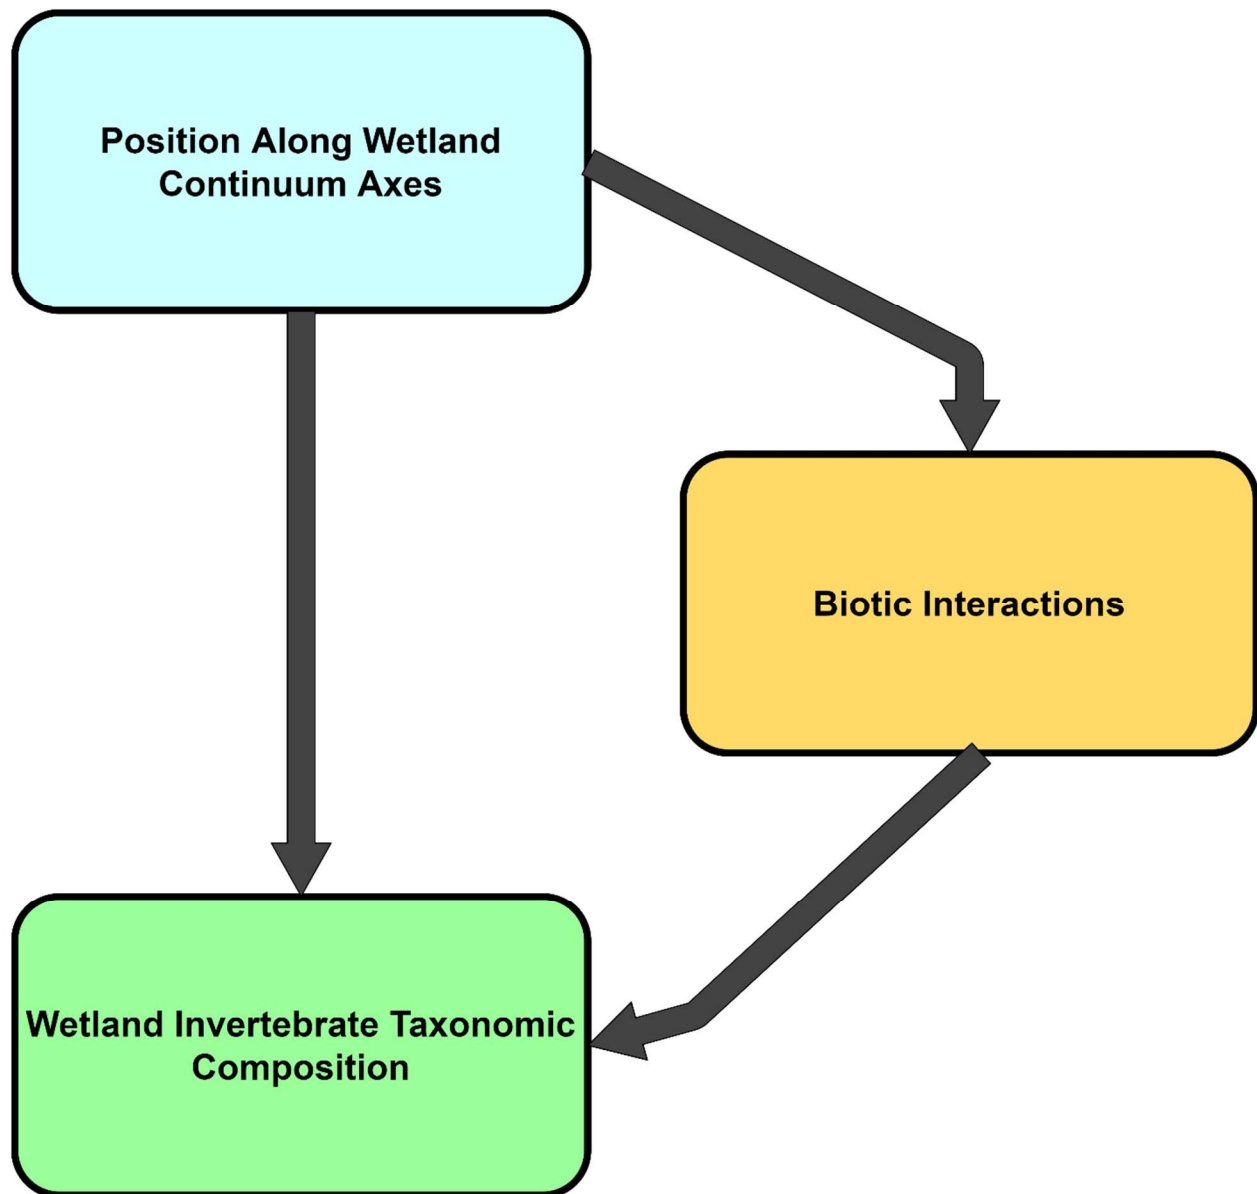 Position Along Wetland
Continuum Axes
Biotic Interactions
Wetland Invertebrate Taxonomic
Composition